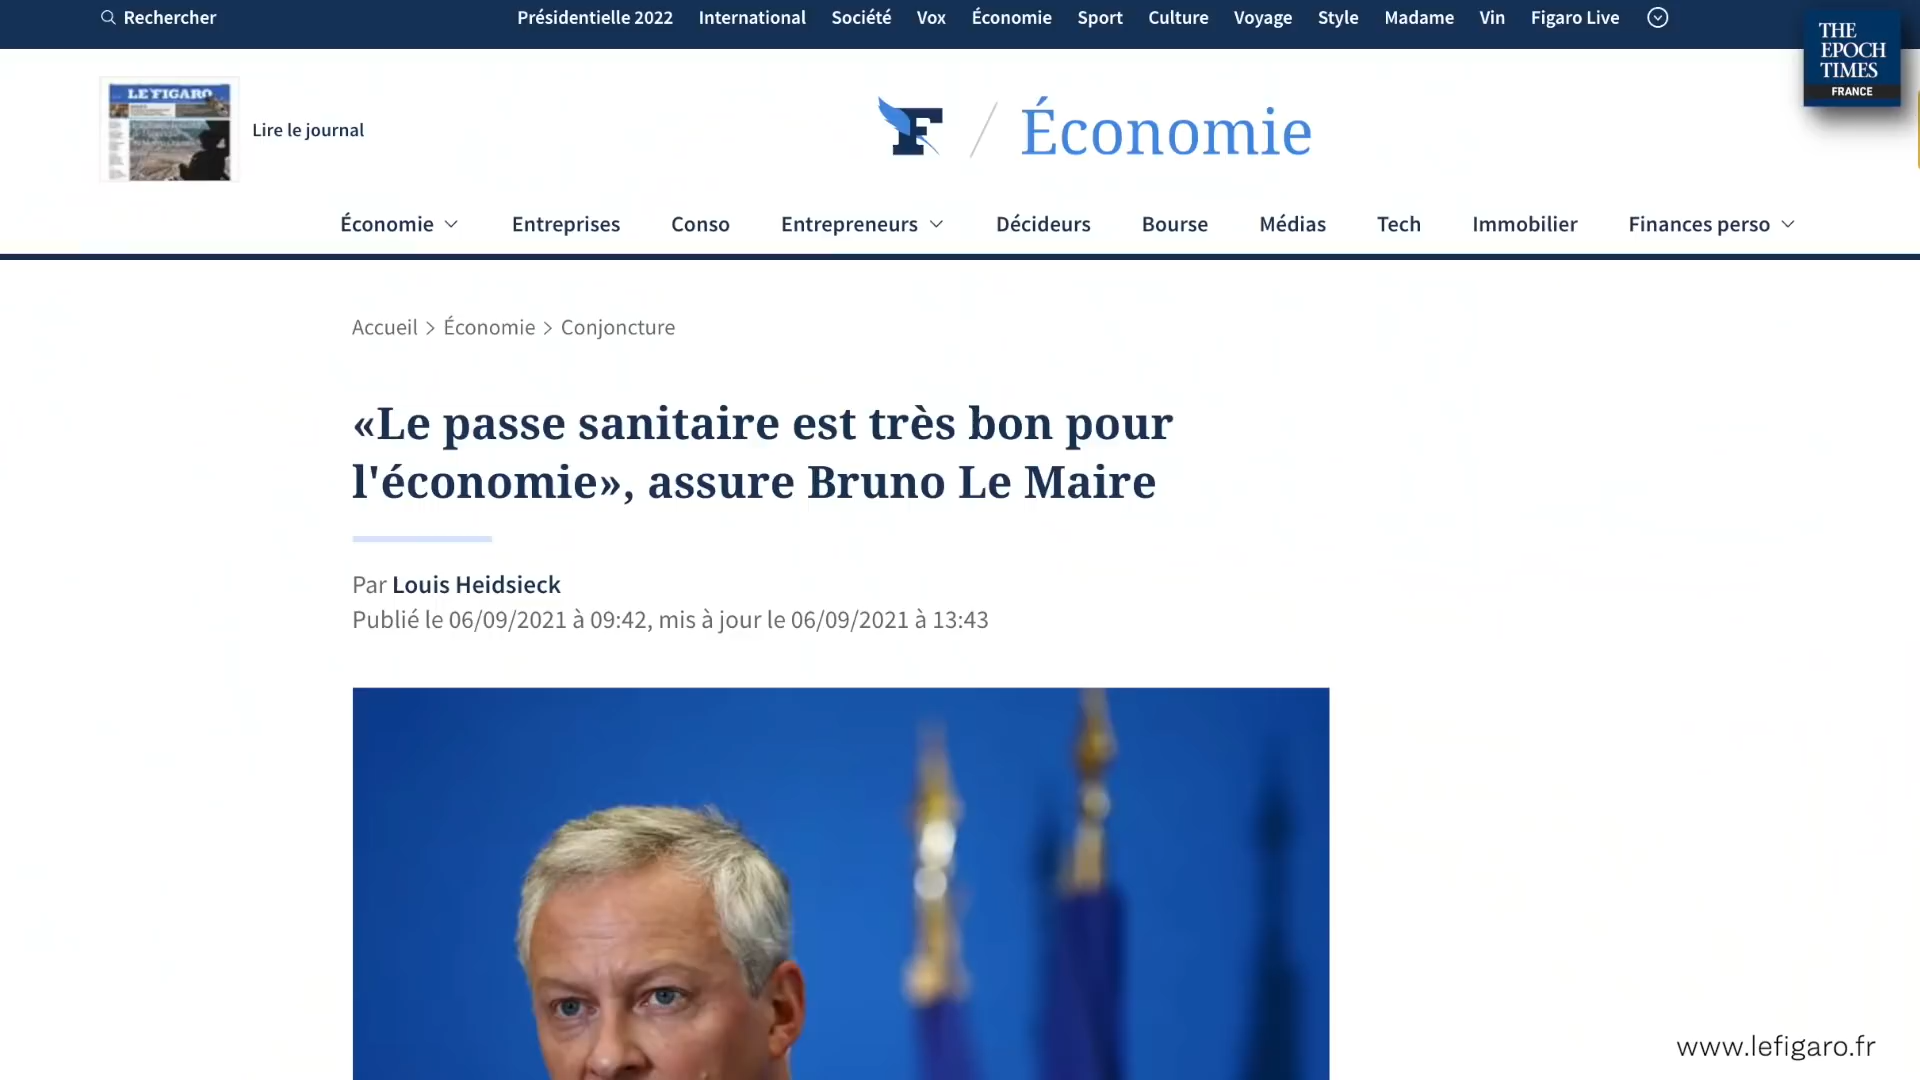 Rechercher
Présidentielle 2022 International Société Vox Économie Sport Culture Voyage Style Madame Vin Figaro Live
THE
EPOCH
TIMES
FRANCE
LE FIGARO
Lire le journal
F / Économie
Économie Entreprises Conso Entrepreneurs Décideurs Bourse Médias Tech Immobilier Finances perso
Accueil > Économie > Conjoncture
«Le passe sanitaire est très bon pour
l'économie», assure Bruno Le Maire
Par Louis Heidsieck
Publié le 06/09/2021 à 09:42, mis à jour le 06/09/2021 à 13:43
www.lefigaro.fr